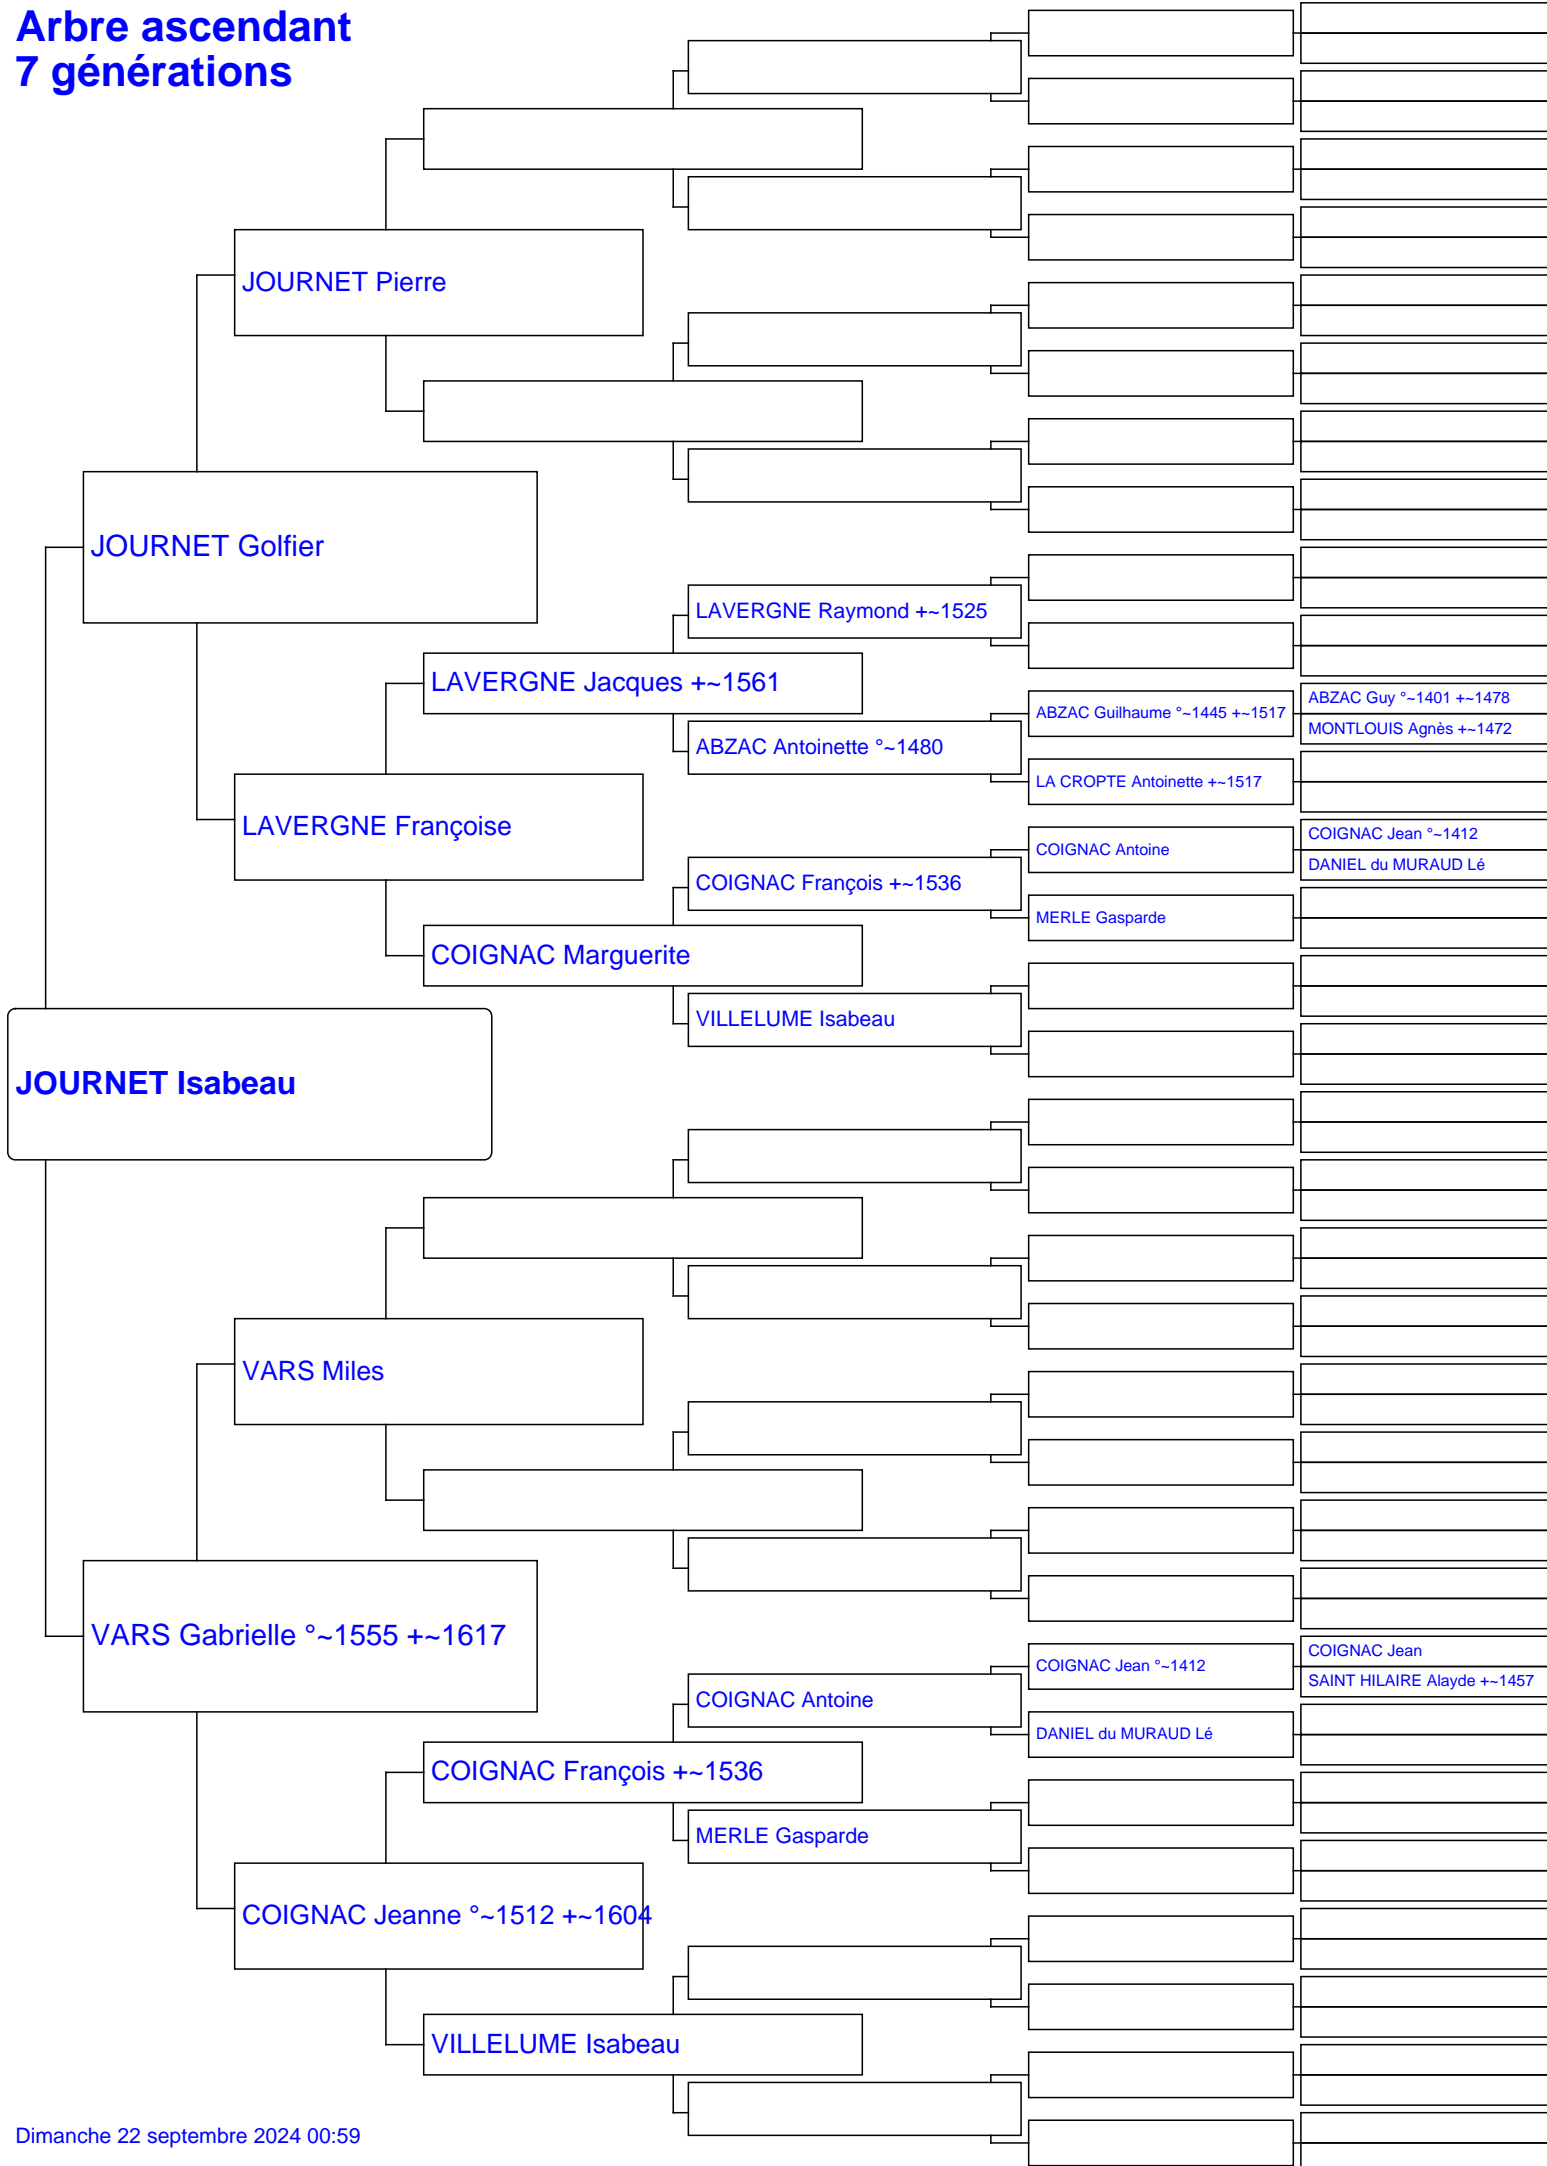 Arbre ascendant
7 générations
JOURNET Pierre
JOURNET Golfier
LAVERGNE Raymond +~1525
LAVERGNE Jacques +~1561
ABZAC Guy °~1401 +~1478
ABZAC Guilhaume °~1445 +~1517
MONTLOUIS Agnès +~1472
ABZAC Antoinette °~1480
LA CROPTE Antoinette +~1517
LAVERGNE Françoise
COIGNAC Jean °~1412
COIGNAC Antoine
DANIEL du MURAUD Lé
COIGNAC François +~1536
MERLE Gasparde
COIGNAC Marguerite
VILLELUME Isabeau
JOURNET Isabeau
VARS Miles
VARS Gabrielle °~1555 +~1617
COIGNAC Jean
COIGNAC Jean °~1412
SAINT HILAIRE Alayde +~1457
COIGNAC Antoine
DANIEL du MURAUD Lé
COIGNAC François +~1536
MERLE Gasparde
COIGNAC Jeanne °~1512 +~1604
VILLELUME Isabeau
Dimanche 22 septembre 2024 00:59